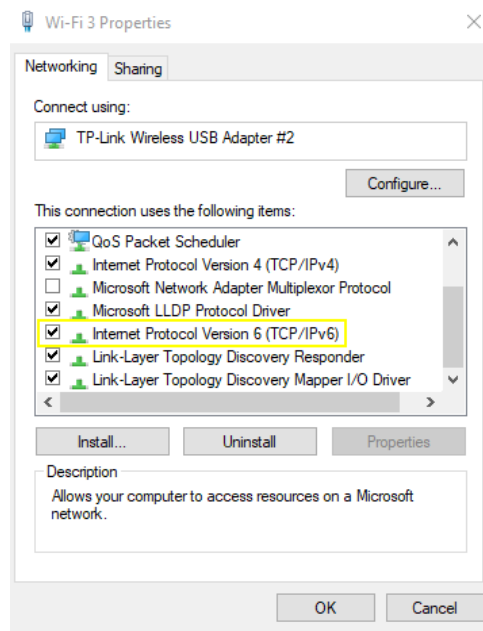 Wi-Fi 3 Properties
Networking
Sharing
Connect using:
TP-Link Wireless USB Adapter #2
Configure...
This connection uses the following items:
QoS Packet Scheduler
Internet Protocol Version 4 (TCP/IPv4)
Microsoft Network Adapter Multiplexor Protocol
Microsoft LLDP Protocol Driver
Internet Protocol Version 6 (TCP/IPv6)
Link-Layer Topology Discovery Responder
Link-Layer Topology Discovery Mapper I/O Driver
Install...
Uninstall
Properties
Description
Allows your computer to access resources on a Microsoft
network.
OK
Cancel